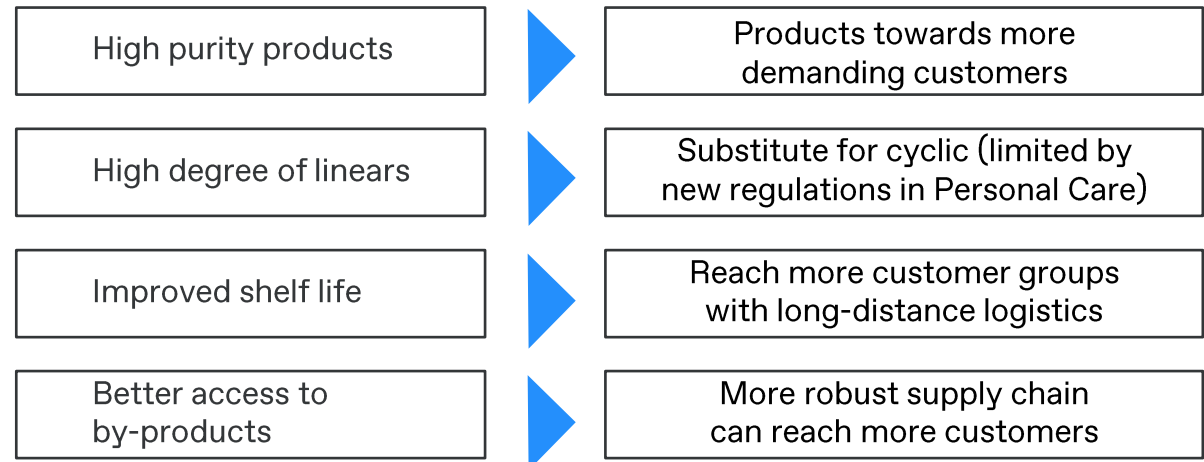 High purity products
Products towards more
demanding customers
High degree of linears
Substitute for cyclic (limited by
new regulations in Personal Care)
Improved shelf life
Reach more customer groups
with long-distance logistics
Better access to
by-products
More robust supply chain
can reach more customers